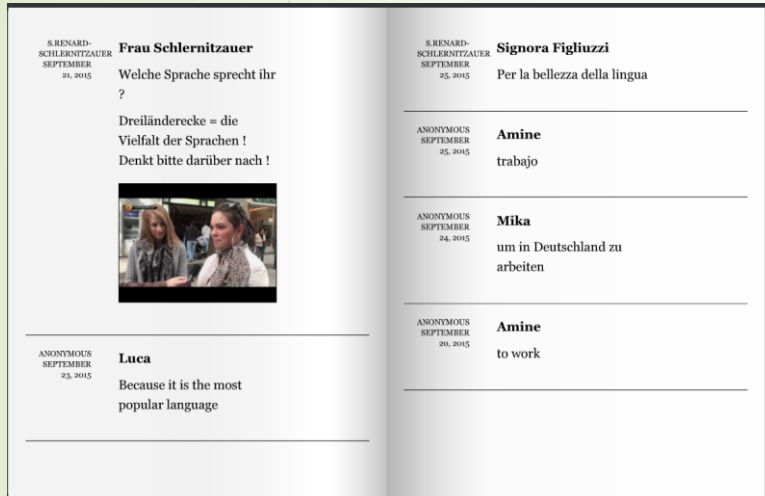 S.RENARD-
SCHLERNITZAUER
SEPTEMBER
21, 2015
Frau Schlernitzauer
Welche Sprache sprecht ihr
?
Dreiländerecke = die
Vielfalt der Sprachen !
Denkt bitte darüber nach !
ANONYMOUS
SEPTEMBER
23, 2015
Luca
Because it is the most
popular language
S.RENARD-
SCHLERNITZAUER
SEPTEMBER
25, 2015
Signora Figliuzzi
Per la bellezza della lingua
ANONYMOUS
SEPTEMBER
25, 2015
Amine
trabajo
ANONYMOUS
SEPTEMBER
24, 2015
Mika
um in Deutschland zu
arbeiten
ANONYMOUS
SEPTEMBER
20, 2015
Amine
to work